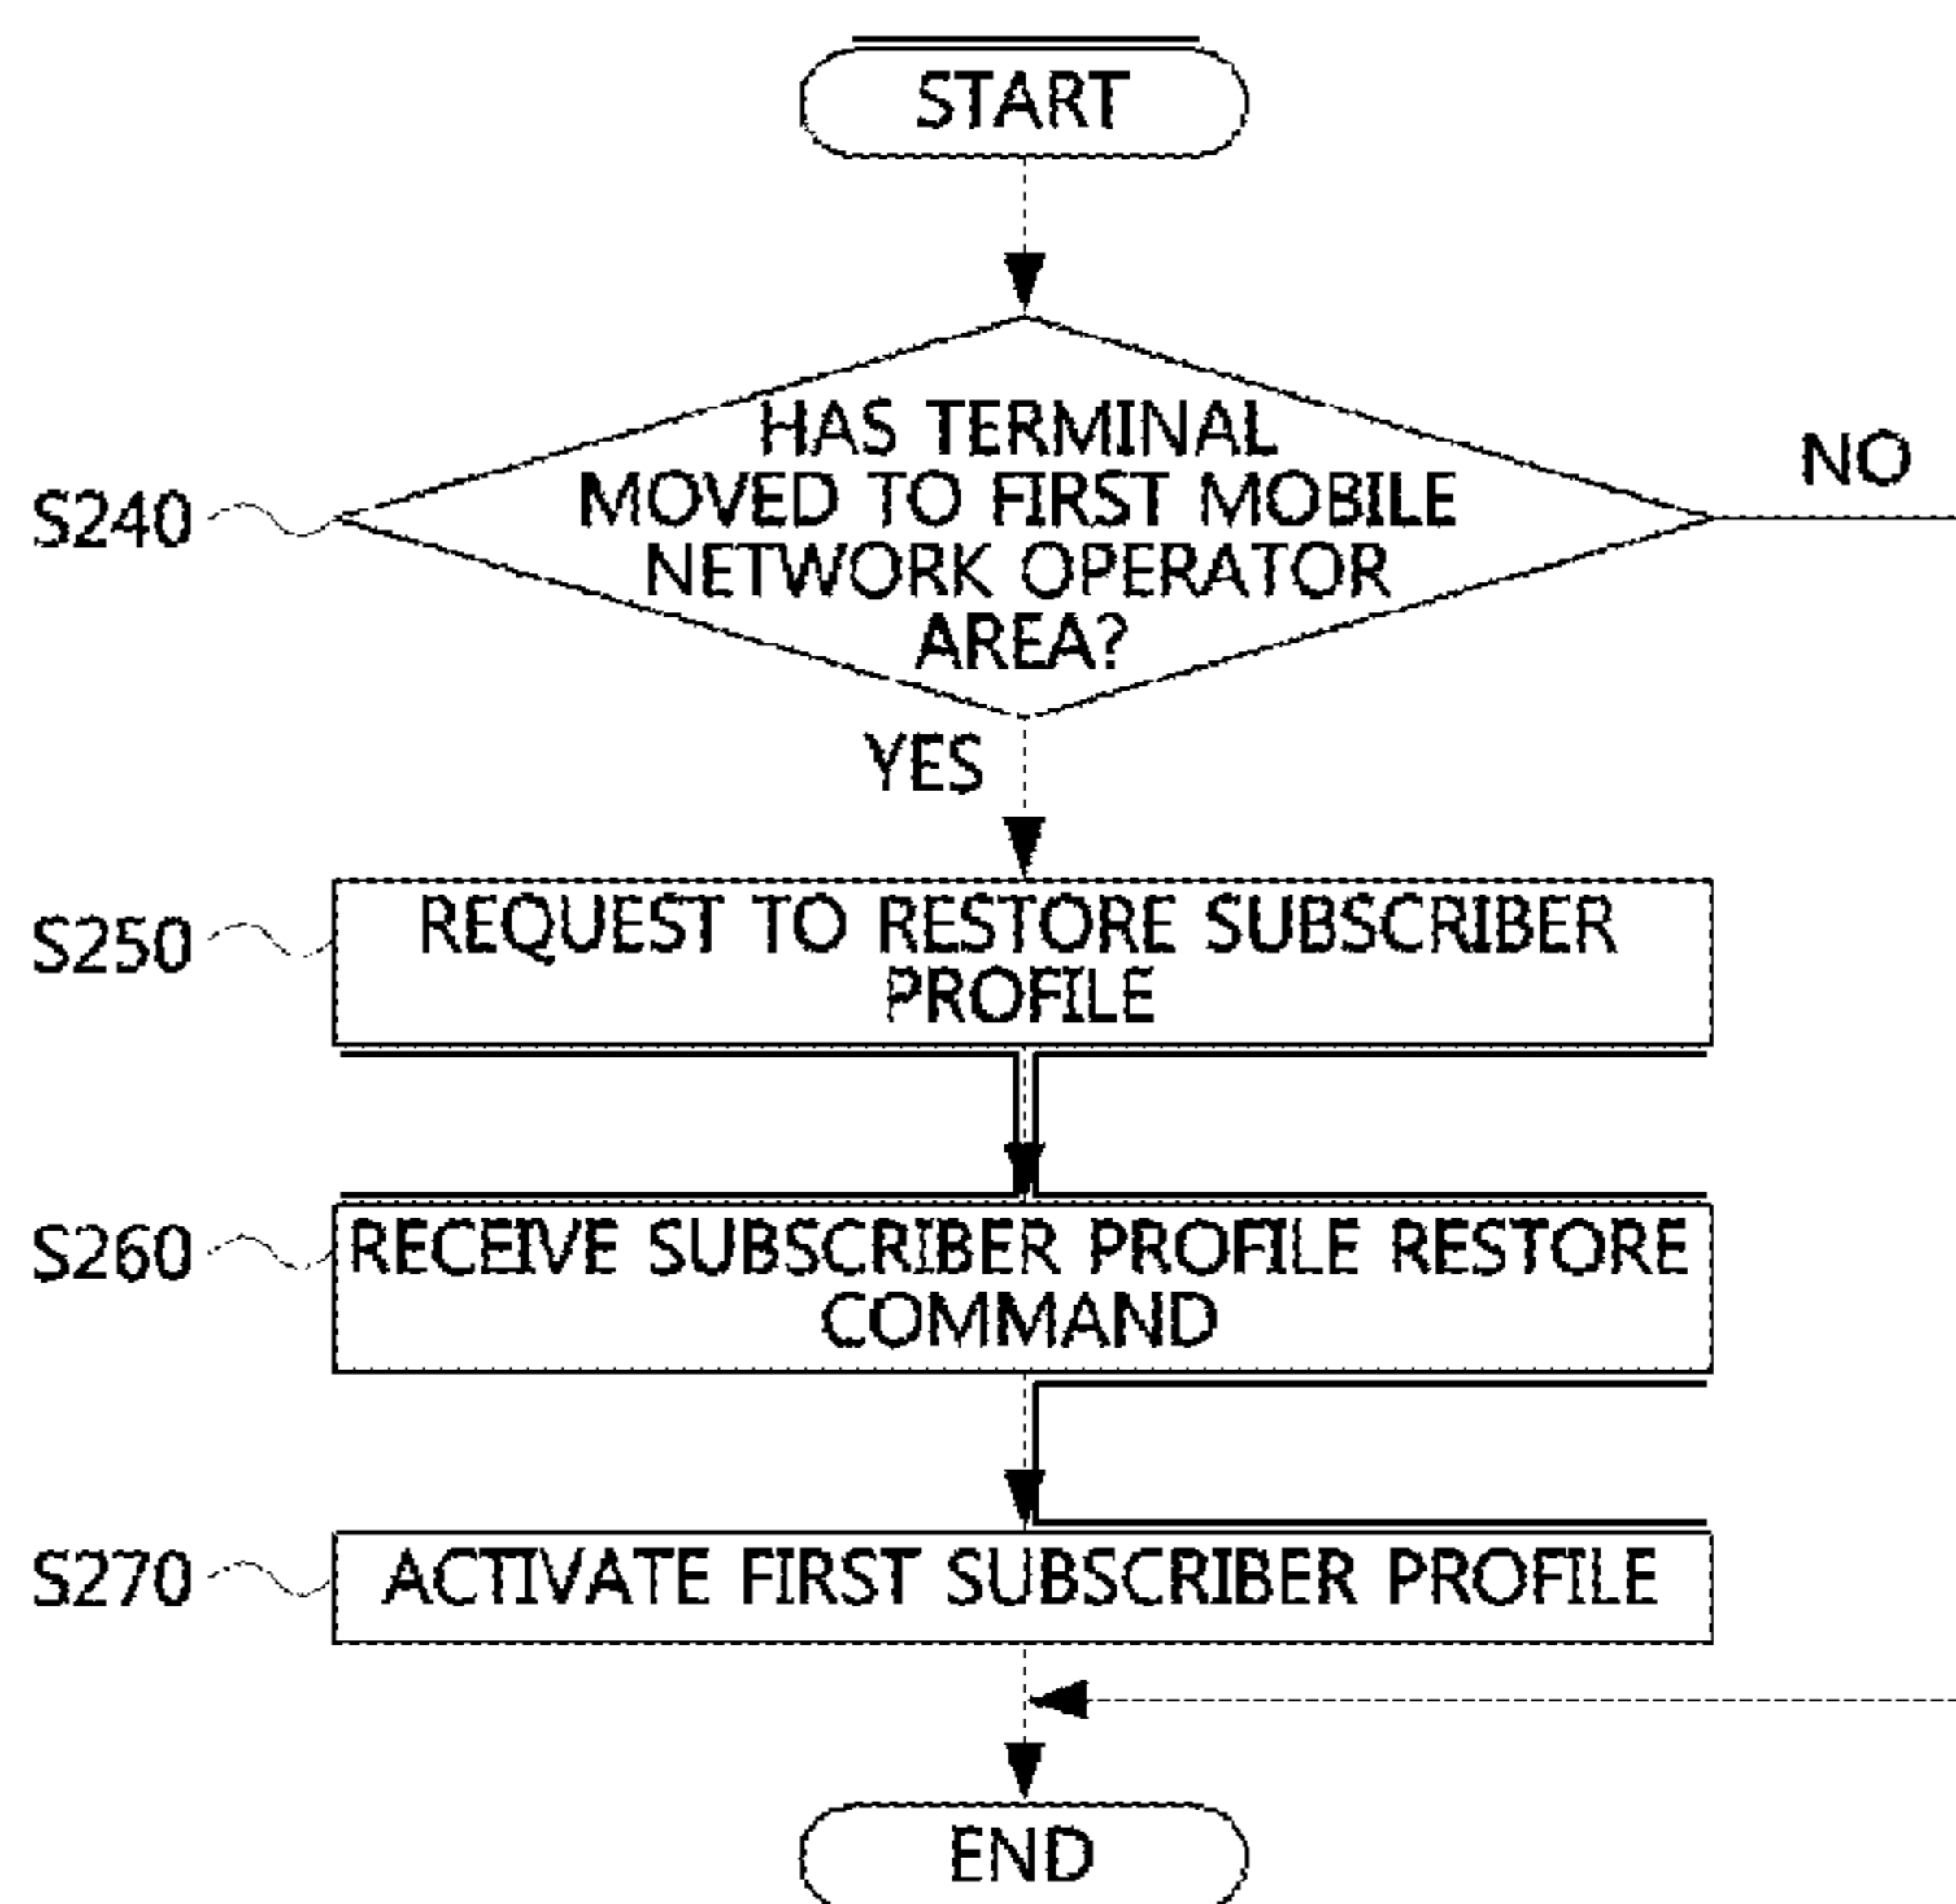 START
HAS TERMINAL
MOVED TO FIRST MOBILE
NETWORK OPERATOR
AREA?
NO
S240
YES
S250
REQUEST TO RESTORE SUBSCRIBER
PROFILE
S260
RECEIVE SUBSCRIBER PROFILE RESTORE
COMMAND
S270
ACTIVATE FIRST SUBSCRIBER PROFILE
END